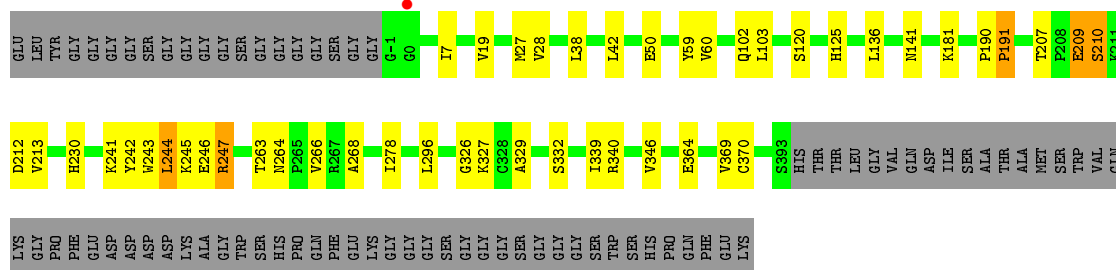 GLU LEU TYR GLY GLY GLY GLY SER GLY GLY GLY GLY SER GLY GLY GLY GLY SER GLY GLY G-1 G0 I7 V19 M27 V28 L38 L42 E50 Y59 V60 Q102 L103 S120 H125 L136 N141 K181 P190 P191 T207 P208 E209 S210 K211
D212 V213 H230 K241 Y242 W243 L244 K245 E246 R247 T263 N264 P265 V266 R267 A268 I278 L296 G326 K327 C328 A329 S332 I339 R340 V346 E364 V369 C370 S393 HIS THR THR LEU GLY VAL GLN ASP ILE SER ALA THR ALA MET SER TRP VAL GLN
LYS GLY PRO PHE GLU ASP ASP ASP ASP LYS ALA GLY TRP SER HIS PRO GLN PHE GLU LYS GLY GLY GLY SER GLY GLY GLY SER GLY GLY GLY SER TRP SER HIS PRO GLN PHE GLU LYS